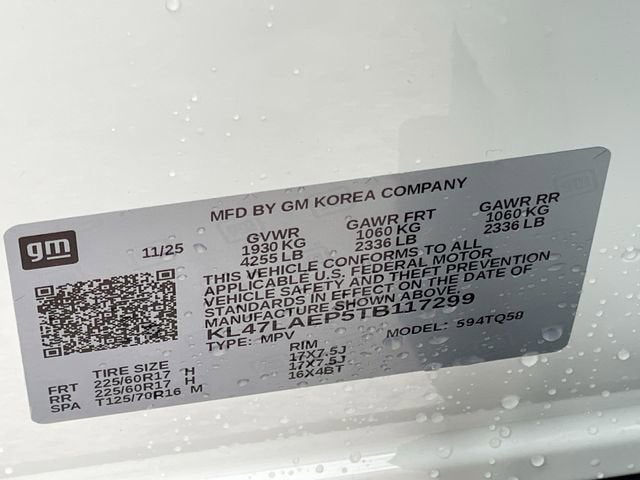 MFD BY GM KOREA COMPANY
gm
11/25
GVWR GAWR FRT GAWR RR
1930 KG 1060 KG 1060 KG
4255 LB 2336 LB 2336 LB
THIS VEHICLE CONFORMS TO ALL
APPLICABLE U.S. FEDERAL MOTOR
VEHICLE SAFETY AND THEFT PREVENTION
STANDARDS IN EFFECT ON THE DATE OF
MANUFACTURE SHOWN ABOVE.
KL47LAEP5TB117299
TYPE: MPV MODEL: 594TQ58
TIRE SIZE RIM
FRT 225/60R17 H 17X7.5J
RR 225/60R17 H 17X7.5J
SPA T125/70R16 M 16X4BT